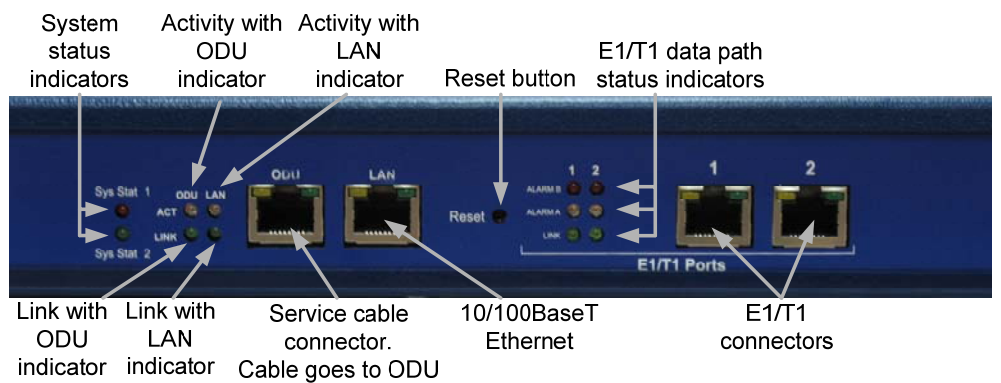 System
status
indicators
Activity with
ODU
indicator
Activity with
LAN
indicator
Reset button
E1/T1 data path
status indicators
Sys Stat 1
ODU LAN
ACT
LINK
Sys Stat 2
ODU
LAN
Reset
1 2
ALARM B
ALARM A
LINK
1
2
E1/T1 Ports
Link with
ODU
indicator
Link with
LAN
indicator
Service cable
connector.
Cable goes to ODU
10/100BaseT
Ethernet
E1/T1
connectors